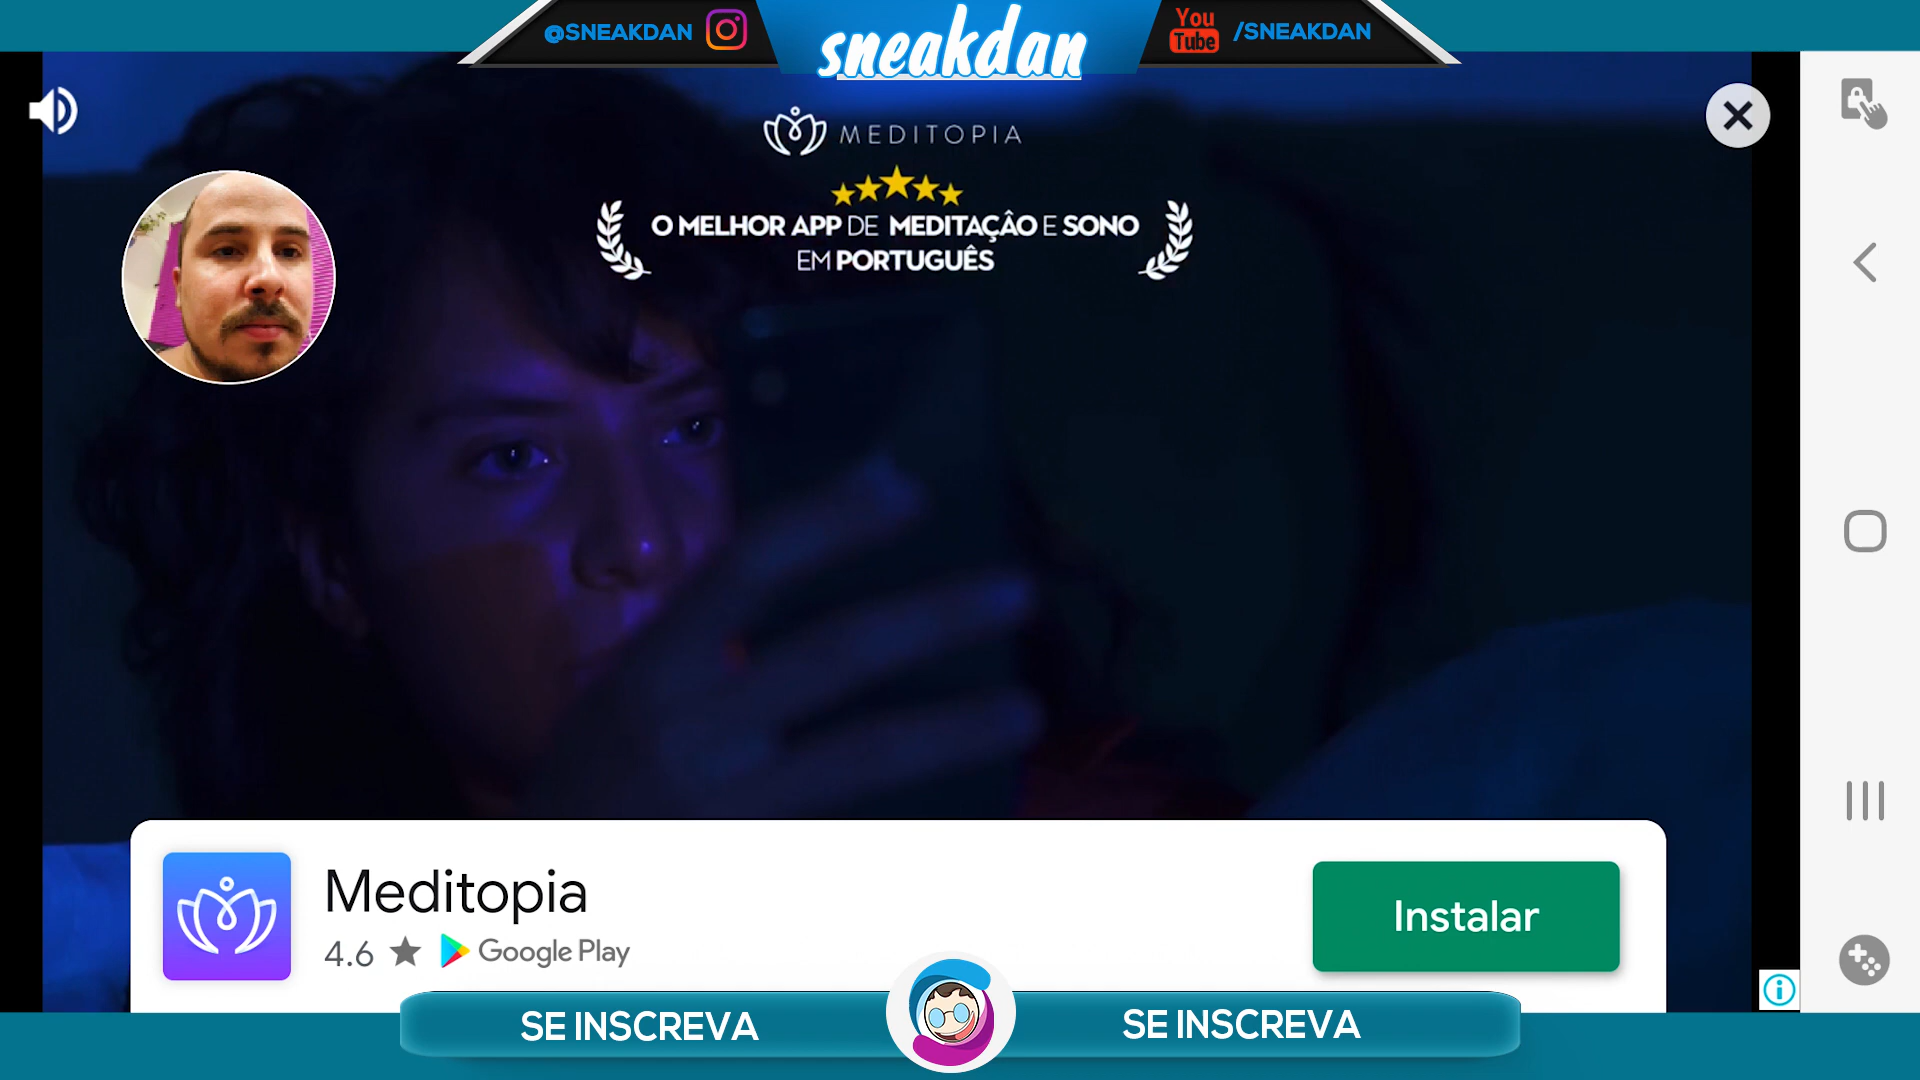 @SNEAKDAN
sneakdan
You
Tube
/SNEAKDAN
MEDITOPIA
O MELHOR APP DE MEDITAÇÂO E SONO
EM PORTUGUÊS
Meditopia
4.6 ★ Google Play
Instalar
SE INSCREVA
SE INSCREVA